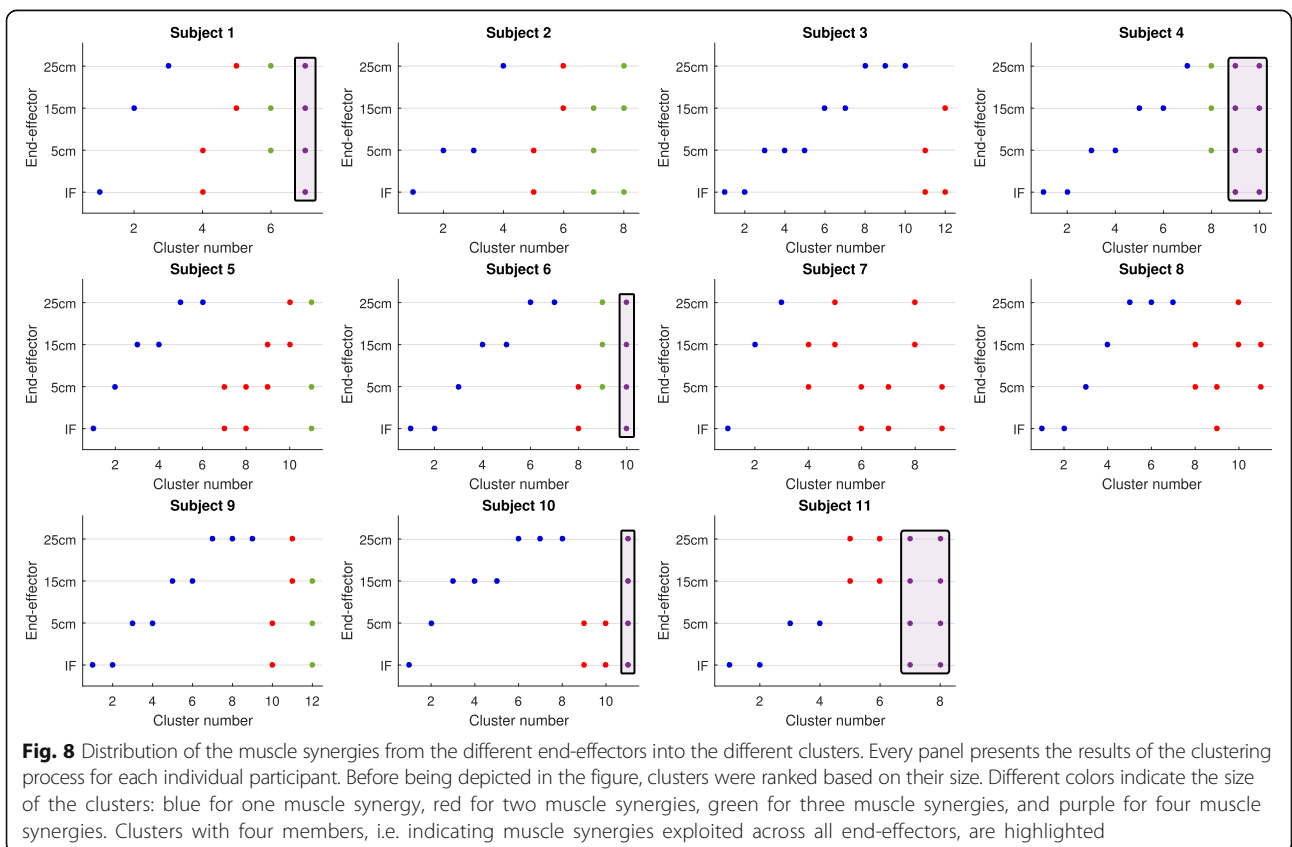 Subject 1
Subject 2
Subject 3
Subject 4
End-effector
25cm
15cm
5cm
IF
2
4
6
Cluster number
End-effector
25cm
15cm
5cm
IF
2
4
6
8
Cluster number
End-effector
25cm
15cm
5cm
IF
2
4
6
8
10
12
Cluster number
End-effector
25cm
15cm
5cm
IF
2
4
6
8
10
Cluster number
Subject 5
Subject 6
Subject 7
Subject 8
End-effector
25cm
15cm
5cm
IF
2
4
6
8
10
Cluster number
End-effector
25cm
15cm
5cm
IF
2
4
6
8
10
Cluster number
End-effector
25cm
15cm
5cm
IF
2
4
6
8
Cluster number
End-effector
25cm
15cm
5cm
IF
2
4
6
8
10
Cluster number
Subject 9
Subject 10
Subject 11
End-effector
25cm
15cm
5cm
IF
2
4
6
8
10
12
Cluster number
End-effector
25cm
15cm
5cm
IF
2
4
6
8
10
Cluster number
End-effector
25cm
15cm
5cm
IF
2
4
6
8
Cluster number
Fig. 8 Distribution of the muscle synergies from the different end-effectors into the different clusters. Every panel presents the results of the clustering
process for each individual participant. Before being depicted in the figure, clusters were ranked based on their size. Different colors indicate the size
of the clusters: blue for one muscle synergy, red for two muscle synergies, green for three muscle synergies, and purple for four muscle
synergies. Clusters with four members, i.e. indicating muscle synergies exploited across all end-effectors, are highlighted